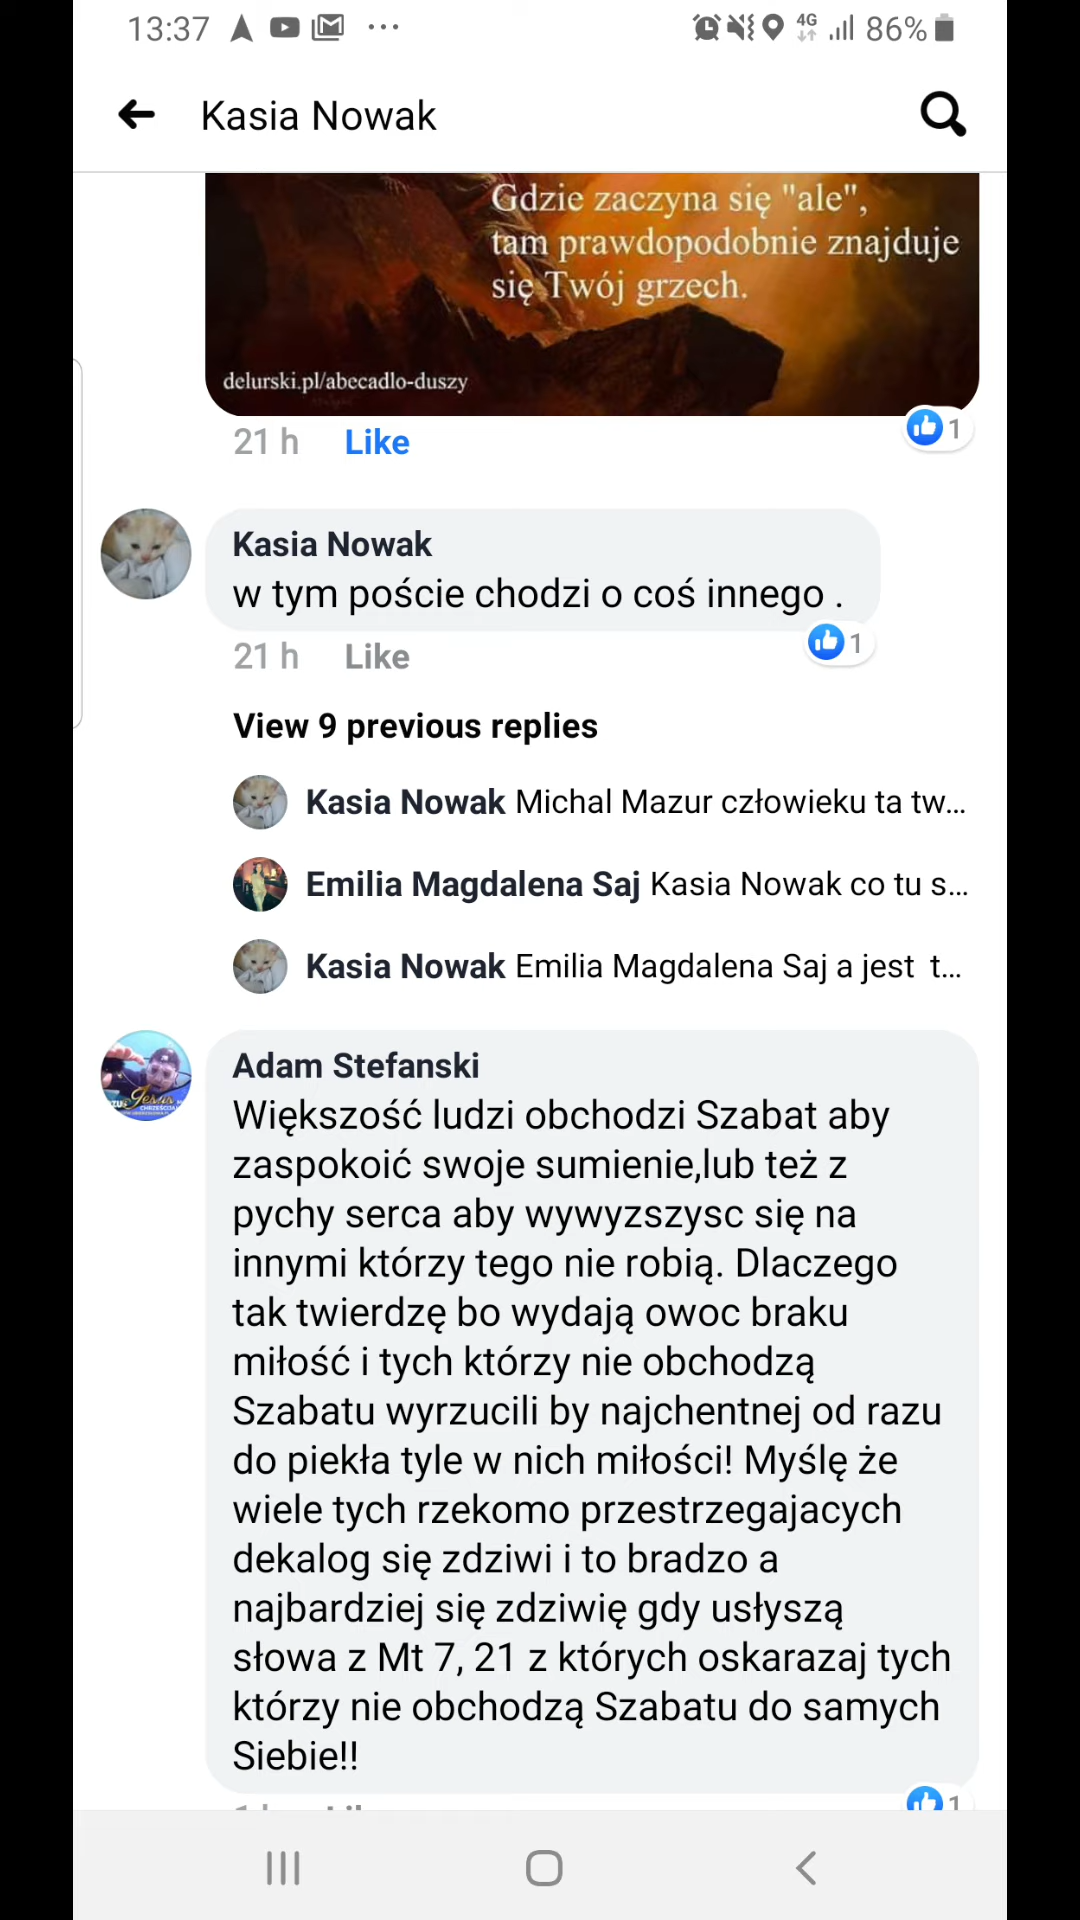 13:37
4G
86%
Kasia Nowak
Gdzie zaczyna się "ale",
tam prawdopodobnie znajduje
się Twój grzech.
delurski.pl/abecadlo-duszy
21 h Like
1
Kasia Nowak
w tym poście chodzi o coś innego .
21 h Like
1
View 9 previous replies
Kasia Nowak Michal Mazur człowieku ta tw...
Emilia Magdalena Saj Kasia Nowak co tu s...
Kasia Nowak Emilia Magdalena Saj a jest t...
Jesus
Adam Stefanski
Większość ludzi obchodzi Szabat aby
zaspokoić swoje sumienie,lub też z
pychy serca aby wywyzszysc się na
innymi którzy tego nie robią. Dlaczego
tak twierdzę bo wydają owoc braku
miłość i tych którzy nie obchodzą
Szabatu wyrzucili by najchentnej od razu
do piekła tyle w nich miłości! Myślę że
wiele tych rzekomo przestrzegajacych
dekalog się zdziwi i to bradzo a
najbardziej się zdziwię gdy usłyszą
słowa z Mt 7, 21 z których oskarazaj tych
którzy nie obchodzą Szabatu do samych
Siebie!!
1